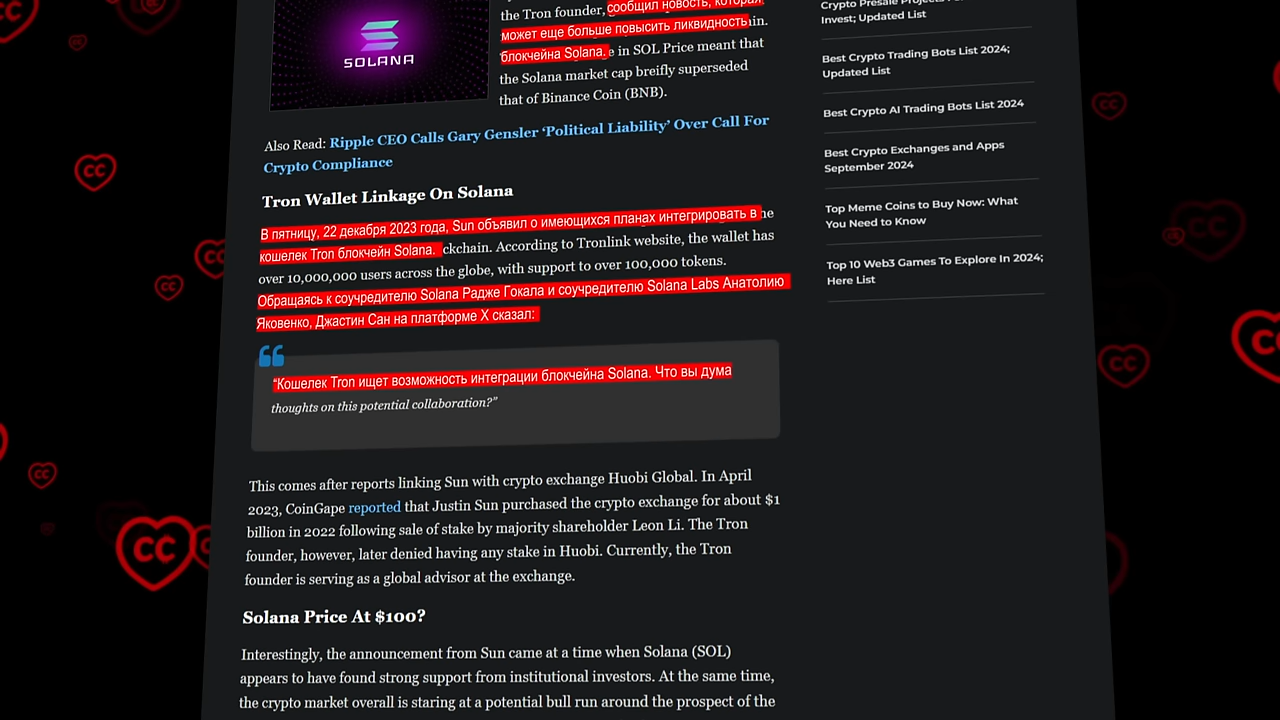 the Tron founder, сообщил новость, которая
может еще больше повысить ликвидность in.
блокчейна Solana. e in SOL Price meant that
the Solana market cap breifly superseded
that of Binance Coin (BNB).
SOLANA
Also Read: Ripple CEO Calls Gary Gensler ‘Political Liability’ Over Call For
Crypto Compliance
Tron Wallet Linkage On Solana
В пятницу, 22 декабря 2023 года, Sun объявил о имеющихся планах интегрировать в he
кошелек Tron блокчейн Solana. ckchain. According to Tronlink website, the wallet has
over 10,000,000 users across the globe, with support to over 100,000 tokens.
Обращаясь к соучредителю Solana Радже Гокала и соучредителю Solana Labs Анатолию
Яковенко, Джастин Сан на платформе X сказал:
“Кошелек Tron ищет возможность интеграции блокчейна Solana. Что вы дума
thoughts on this potential collaboration?”
This comes after reports linking Sun with crypto exchange Huobi Global. In April
2023, CoinGape reported that Justin Sun purchased the crypto exchange for about $1
billion in 2022 following sale of stake by majority shareholder Leon Li. The Tron
founder, however, later denied having any stake in Huobi. Currently, the Tron
founder is serving as a global advisor at the exchange.
Solana Price At $100?
Interestingly, the announcement from Sun came at a time when Solana (SOL)
appears to have found strong support from institutional investors. At the same time,
the crypto market overall is staring at a potential bull run around the prospect of the
Crypto Presale Projects
Invest; Updated List
Best Crypto Trading Bots List 2024;
Updated List
Best Crypto AI Trading Bots List 2024
Best Crypto Exchanges and Apps
September 2024
Top Meme Coins to Buy Now: What
You Need to Know
Top 10 Web3 Games To Explore In 2024;
Here List
CC
CC
CC
CC
CC
CC
CC
CC
CC